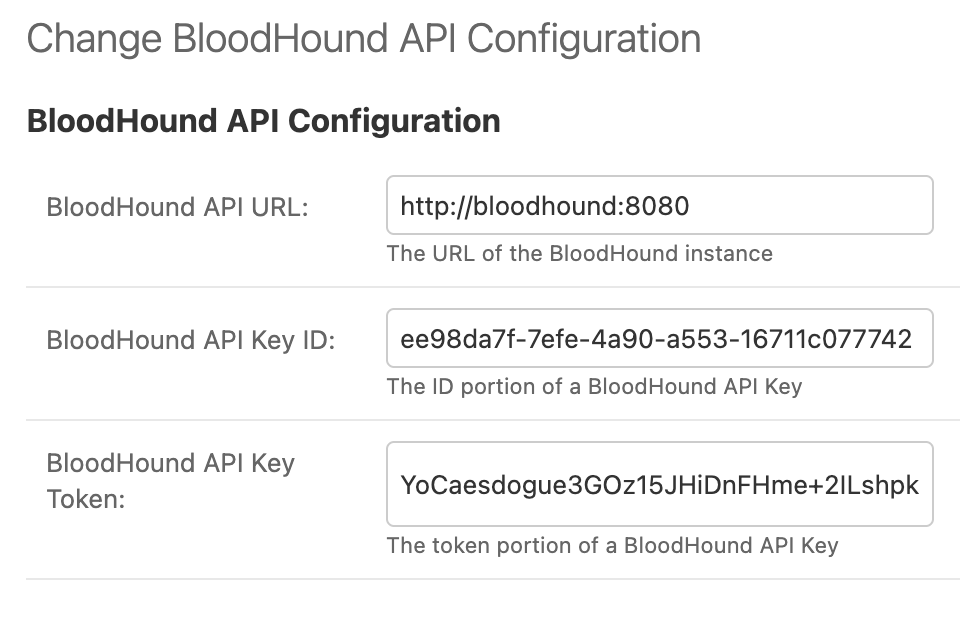 Change BloodHound API Configuration
BloodHound API Configuration
BloodHound API URL:
http://bloodhound:8080
The URL of the BloodHound instance
BloodHound API Key ID:
ee98da7f-7efe-4a90-a553-16711c077742
The ID portion of a BloodHound API Key
BloodHound API Key
Token:
YoCaesdogue3GOz15JHiDnFHme+2ILshpk
The token portion of a BloodHound API Key